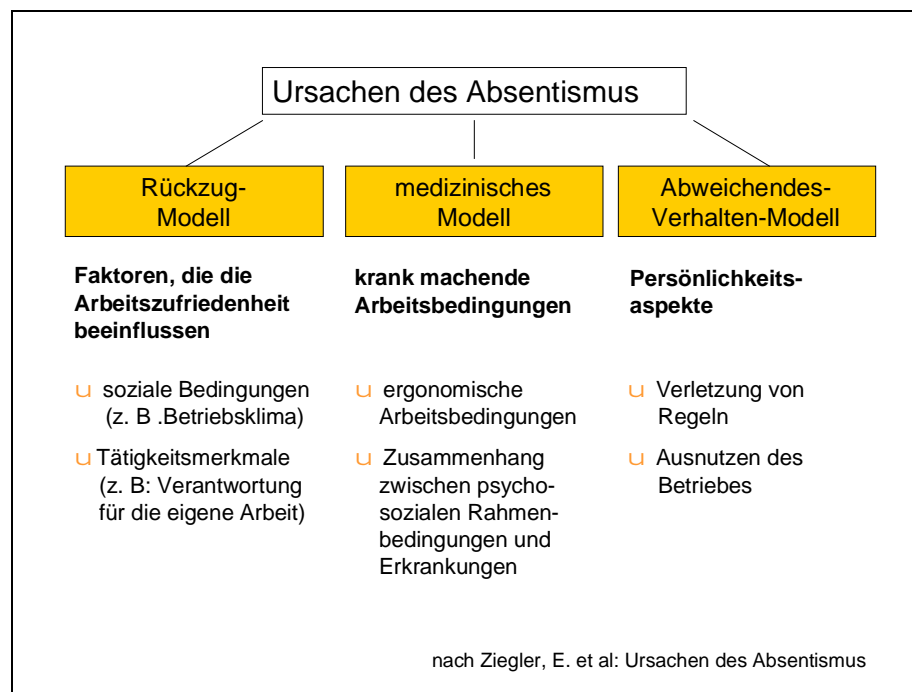 Ursachen des Absentismus
Rückzug-
Modell
medizinisches
Modell
Abweichendes-
Verhalten-Modell
Faktoren, die die
Arbeitszufriedenheit
beeinflussen
krank machende
Arbeitsbedingungen
Persönlichkeits-
aspekte
u soziale Bedingungen
(z. B .Betriebsklima)
u Tätigkeitsmerkmale
(z. B: Verantwortung
für die eigene Arbeit)
u ergonomische
Arbeitsbedingungen
u Zusammenhang
zwischen psycho-
sozialen Rahmen-
bedingungen und
Erkrankungen
u Verletzung von
Regeln
u Ausnutzen des
Betriebes
nach Ziegler, E. et al: Ursachen des Absentismus